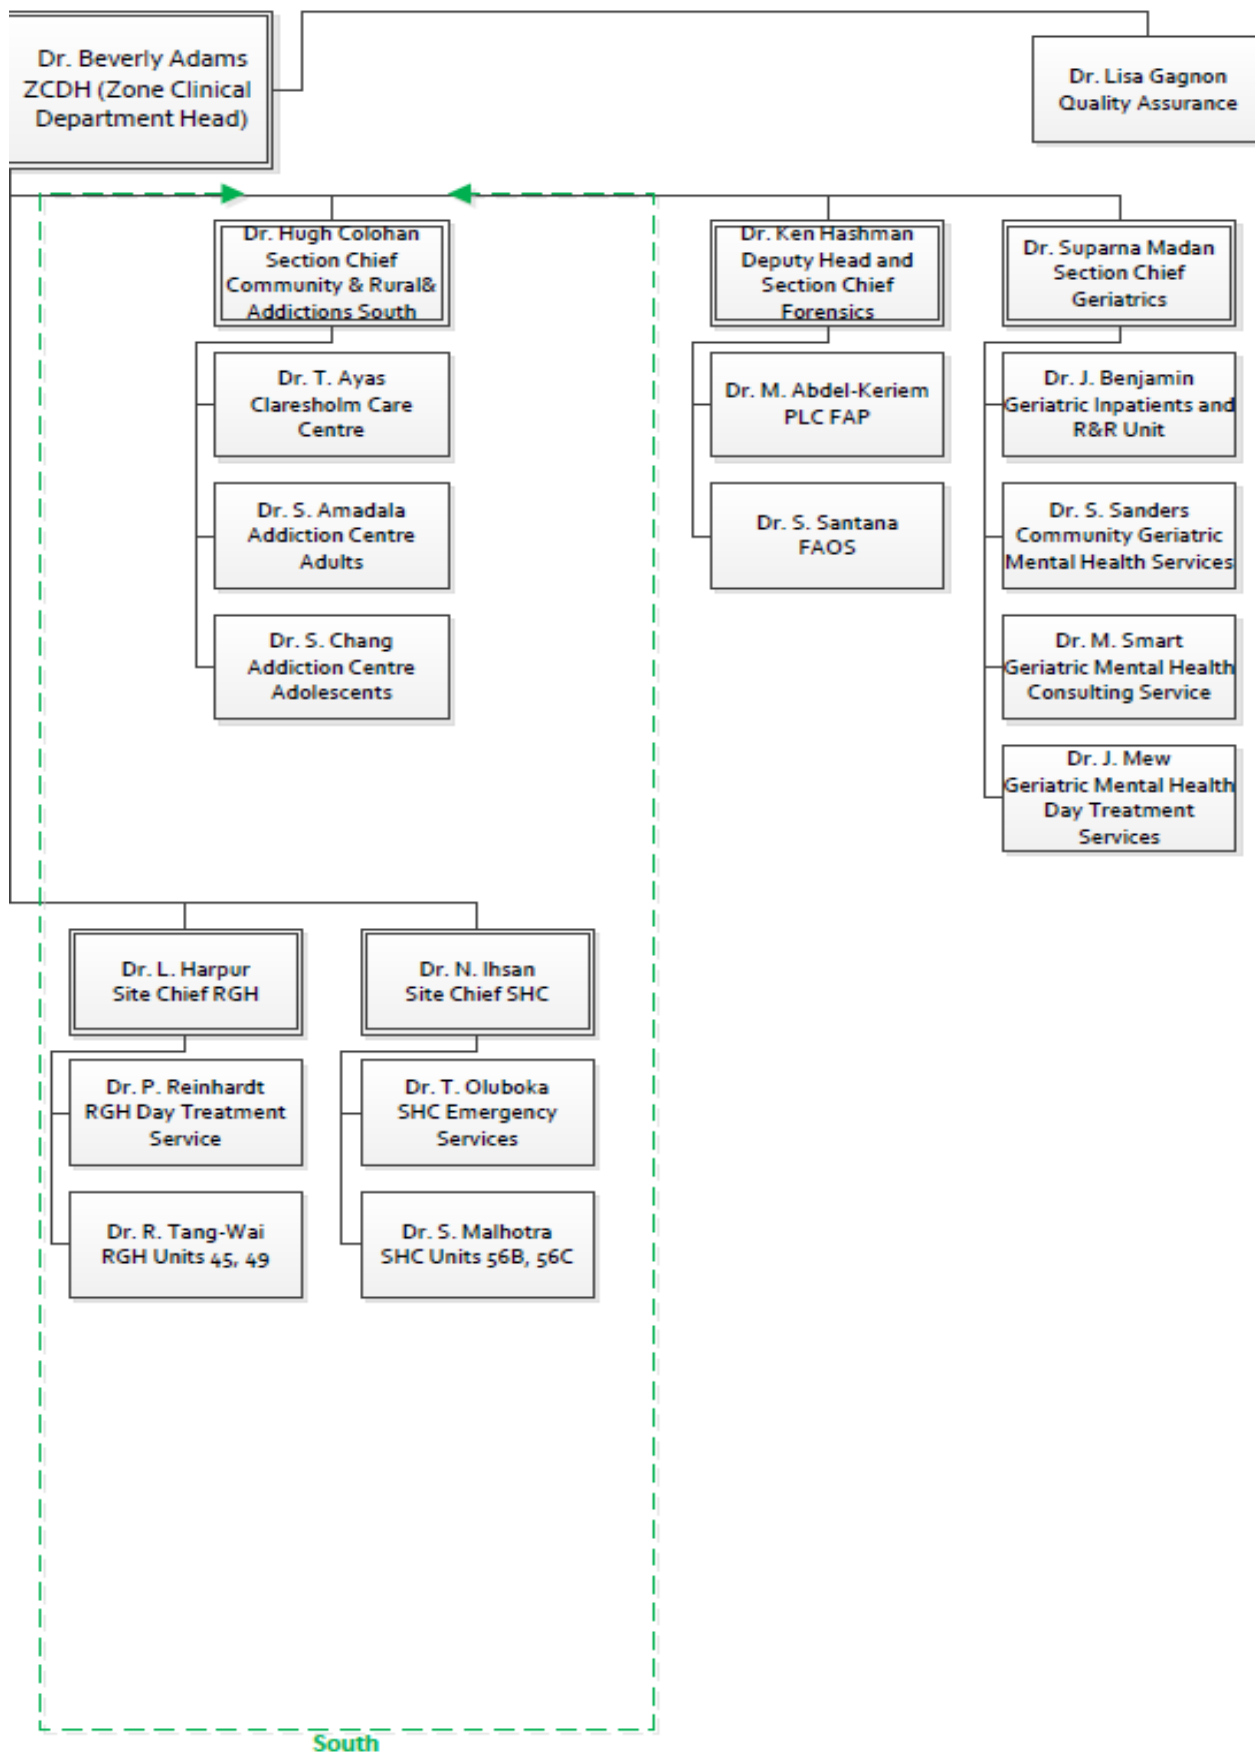 Dr. Beverly Adams
ZCDH (Zone Clinical
Department Head)
Dr. Lisa Gagnon
Quality Assurance
Dr. Hugh Colohan
Section Chief
Community & Rural&
Addictions South
Dr. Ken Hashman
Deputy Head and
Section Chief
Forensics
Dr. Suparna Madan
Section Chief
Geriatrics
Dr. T. Ayas
Claresholm Care
Centre
Dr. M. Abdel-Keriem
PLC FAP
Dr. J. Benjamin
Geriatric Inpatients and
R&R Unit
Dr. S. Amadala
Addiction Centre
Adults
Dr. S. Santana
FAOS
Dr. S. Sanders
Community Geriatric
Mental Health Services
Dr. S. Chang
Addiction Centre
Adolescents
Dr. M. Smart
Geriatric Mental Health
Consulting Service
Dr. J. Mew
Geriatric Mental Health
Day Treatment
Services
Dr. L. Harpur
Site Chief RGH
Dr. N. Ihsan
Site Chief SHC
Dr. P. Reinhardt
RGH Day Treatment
Service
Dr. T. Oluboka
SHC Emergency
Services
Dr. R. Tang-Wai
RGH Units 45, 49
Dr. S. Malhotra
SHC Units 56B, 56C
South